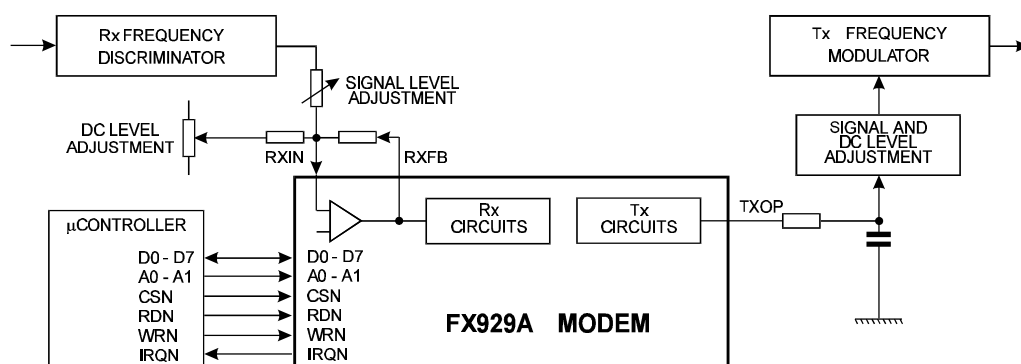 Rx FREQUENCY
DISCRIMINATOR
Tx FREQUENCY
MODULATOR
SIGNAL LEVEL
ADJUSTMENT
DC LEVEL
ADJUSTMENT
RXIN
RXFB
SIGNAL AND
DC LEVEL
ADJUSTMENT
µCONTROLLER
Rx
CIRCUITS
Tx
CIRCUITS
TXOP
D0 - D7
A0 - A1
CSN
RDN
WRN
IRQN
D0 - D7
A0 - A1
CSN
RDN
WRN
IRQN
FX929A MODEM